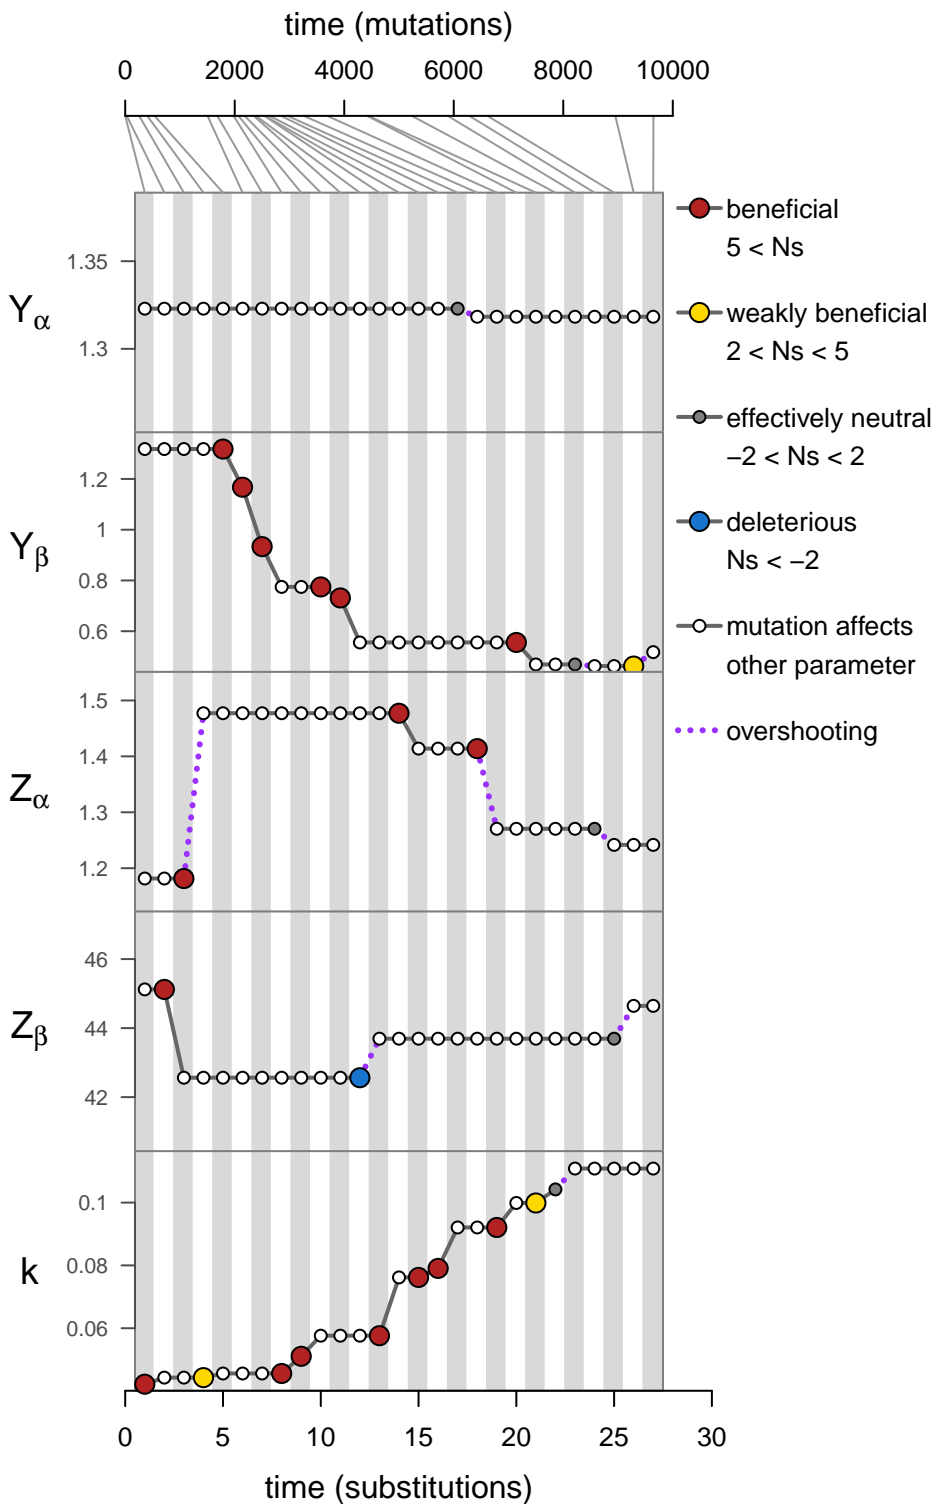 time (mutations)
0 2000 4000 6000 8000 10000
beneficial
5 < Ns
weakly beneficial
2 < Ns < 5
effectively neutral
−2 < Ns < 2
deleterious
Ns < −2
mutation affects
other parameter
overshooting
Yα
1.35
1.3
Yβ
1.2
1
0.8
0.6
Zα
1.5
1.4
1.3
1.2
Zβ
46
44
42
k
0.1
0.08
0.06
0 5 10 15 20 25 30
time (substitutions)